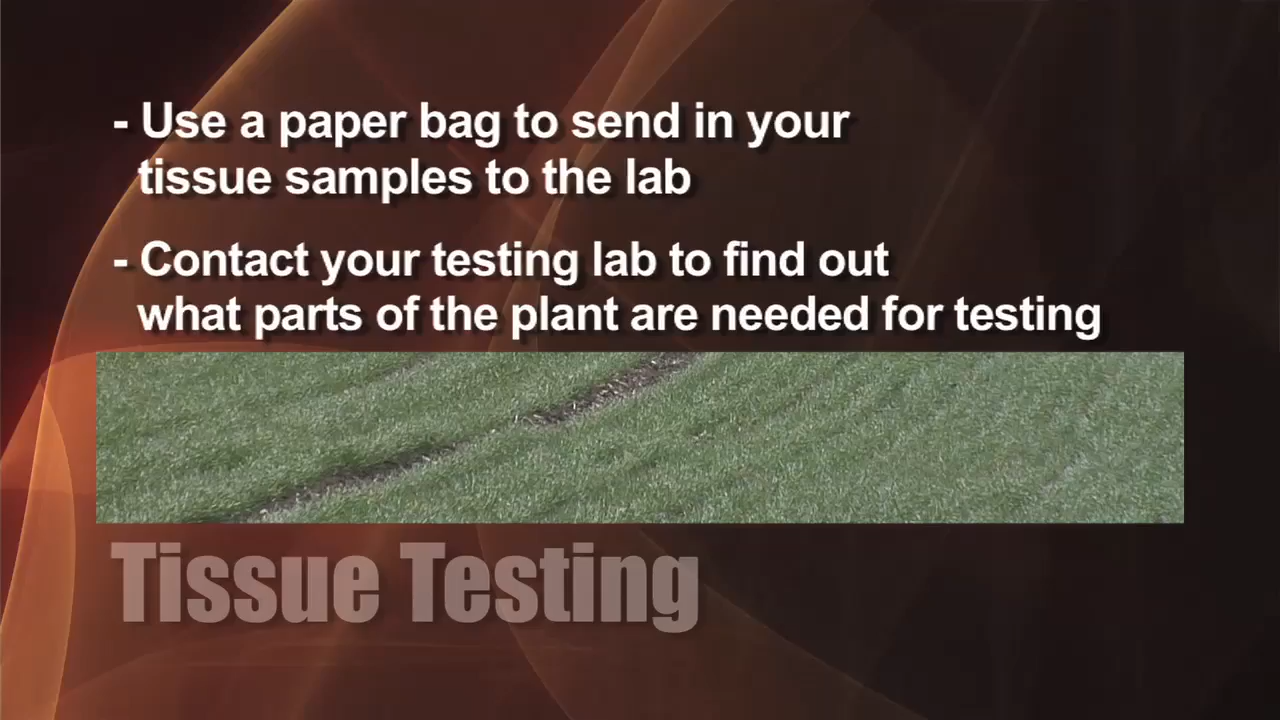 - Use a paper bag to send in your
tissue samples to the lab
- Contact your testing lab to find out
what parts of the plant are needed for testing
Tissue Testing